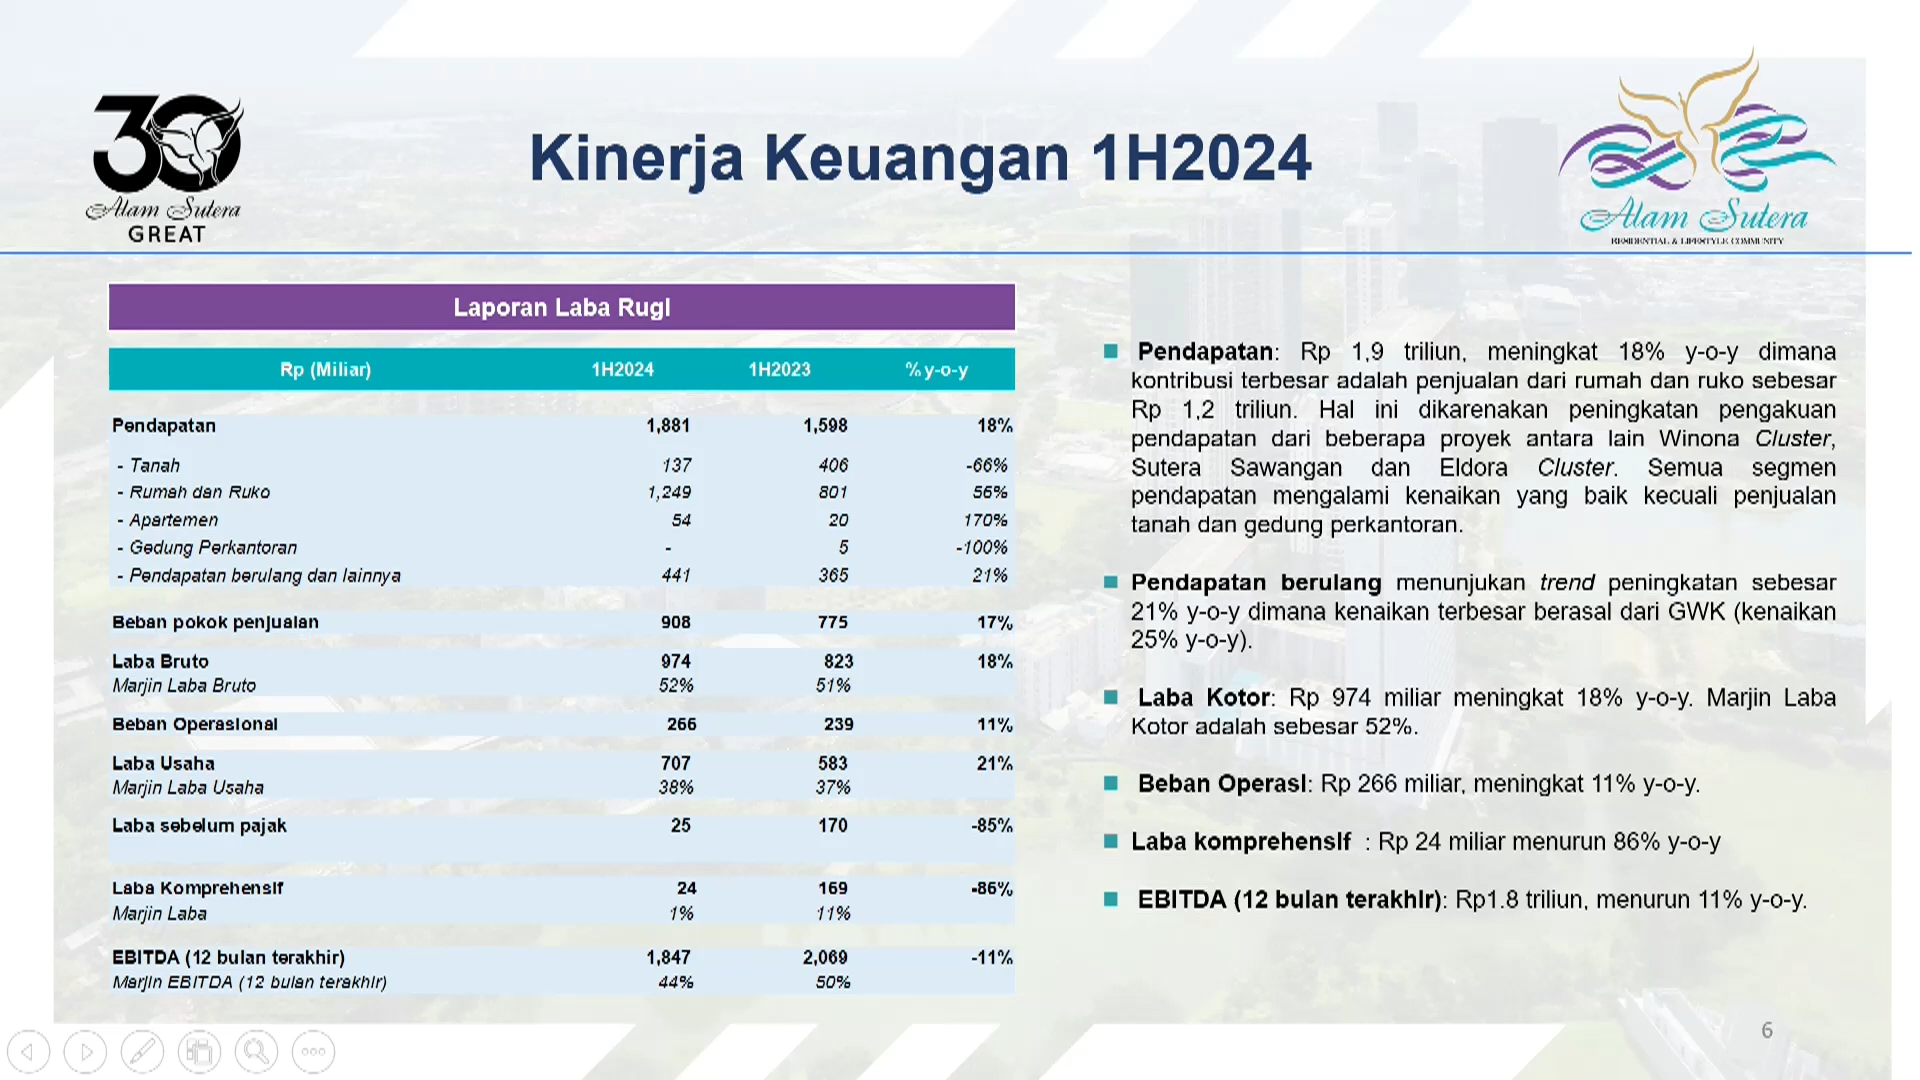 30
Alam Sutera
GREAT
Kinerja Keuangan 1H2024
Alam Sutera
RESIDENTIAL & LIFESTYLE COMMUNITY
Laporan Laba Rugi
Rp (Miliar) 1H2024 1H2023 % y-o-y
Pendapatan 1,881 1,598 18%
- Tanah 137 406 -66%
- Rumah dan Ruko 1,249 801 56%
- Apartemen 54 20 170%
- Gedung Perkantoran - 5 -100%
- Pendapatan berulang dan lainnya 441 365 21%
Beban pokok penjualan 908 775 17%
Laba Bruto 974 823 18%
Marjin Laba Bruto 52% 51%
Beban Operasional 266 239 11%
Laba Usaha 707 583 21%
Marjin Laba Usaha 38% 37%
Laba sebelum pajak 25 170 -85%
Laba Komprehensif 24 169 -86%
Marjin Laba 1% 11%
EBITDA (12 bulan terakhir) 1,847 2,069 -11%
Marjin EBITDA (12 bulan terakhir) 44% 50%
Pendapatan: Rp 1,9 triliun, meningkat 18% y-o-y dimana
kontribusi terbesar adalah penjualan dari rumah dan ruko sebesar
Rp 1,2 triliun. Hal ini dikarenakan peningkatan pengakuan
pendapatan dari beberapa proyek antara lain Winona Cluster,
Sutera Sawangan dan Eldora Cluster. Semua segmen
pendapatan mengalami kenaikan yang baik kecuali penjualan
tanah dan gedung perkantoran.
Pendapatan berulang menunjukan trend peningkatan sebesar
21% y-o-y dimana kenaikan terbesar berasal dari GWK (kenaikan
25% y-o-y).
Laba Kotor: Rp 974 miliar meningkat 18% y-o-y. Marjin Laba
Kotor adalah sebesar 52%.
Beban Operasi: Rp 266 miliar, meningkat 11% y-o-y.
Laba komprehensif : Rp 24 miliar menurun 86% y-o-y
EBITDA (12 bulan terakhir): Rp1.8 triliun, menurun 11% y-o-y.
6